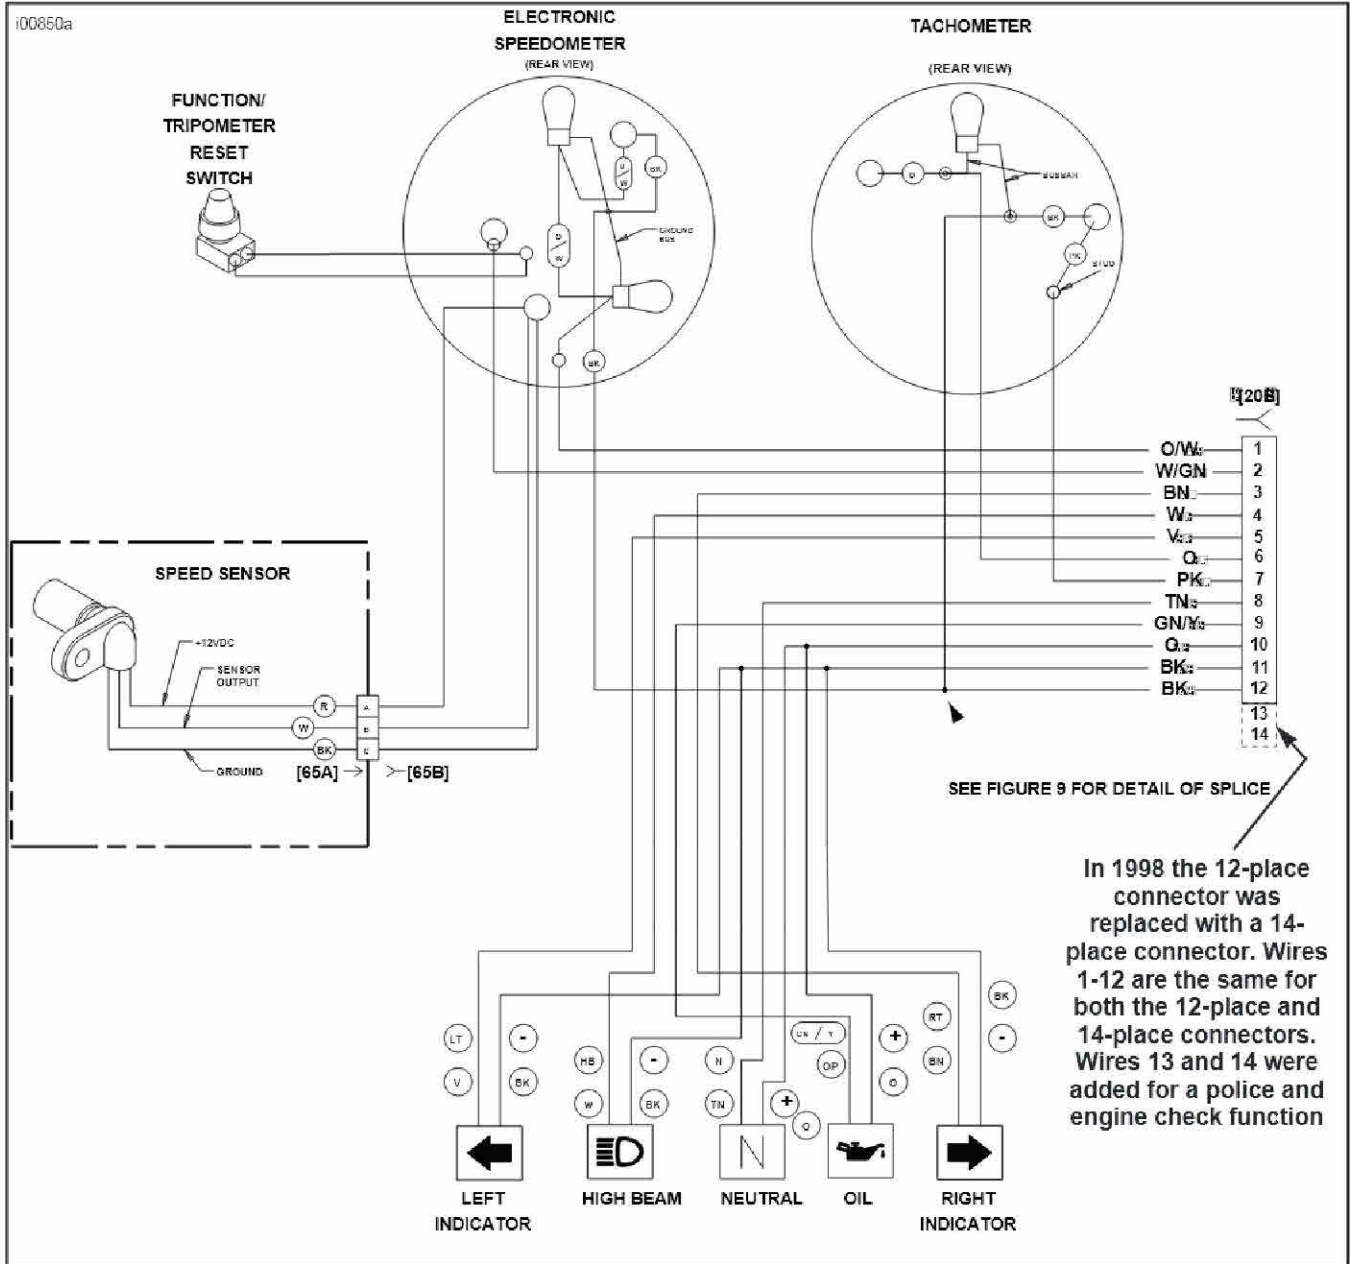 i00850a
ELECTRONIC
SPEEDOMETER
(REAR VIEW)
TACHOMETER
(REAR VIEW)
FUNCTION/
TRIPOMETER
RESET
SWITCH
O/W
BK
O/W
GROUND
BUS
BK
O
BUSBAR
BK
PK
STUD
O/W
1
W/GN
2
BN
3
W
4
V
5
O
6
PK
7
TN
8
GN/Y
9
O
10
BK
11
BK
12
13
14
SPEED SENSOR
+12VDC
SENSOR
OUTPUT
GROUND
R
A
W
B
BK
C
[65A]
[65B]
SEE FIGURE 9 FOR DETAIL OF SPLICE
In 1998 the 12-place
connector was
replaced with a 14-
place connector. Wires
1-12 are the same for
both the 12-place and
14-place connectors.
Wires 13 and 14 were
added for a police and
engine check function
LT
-
V
BK
HB
-
W
BK
N
+
TN
O
GN / Y
+
OP
O
RT
BK
BN
-
N
LEFT
INDICATOR
HIGH BEAM
NEUTRAL
OIL
RIGHT
INDICATOR